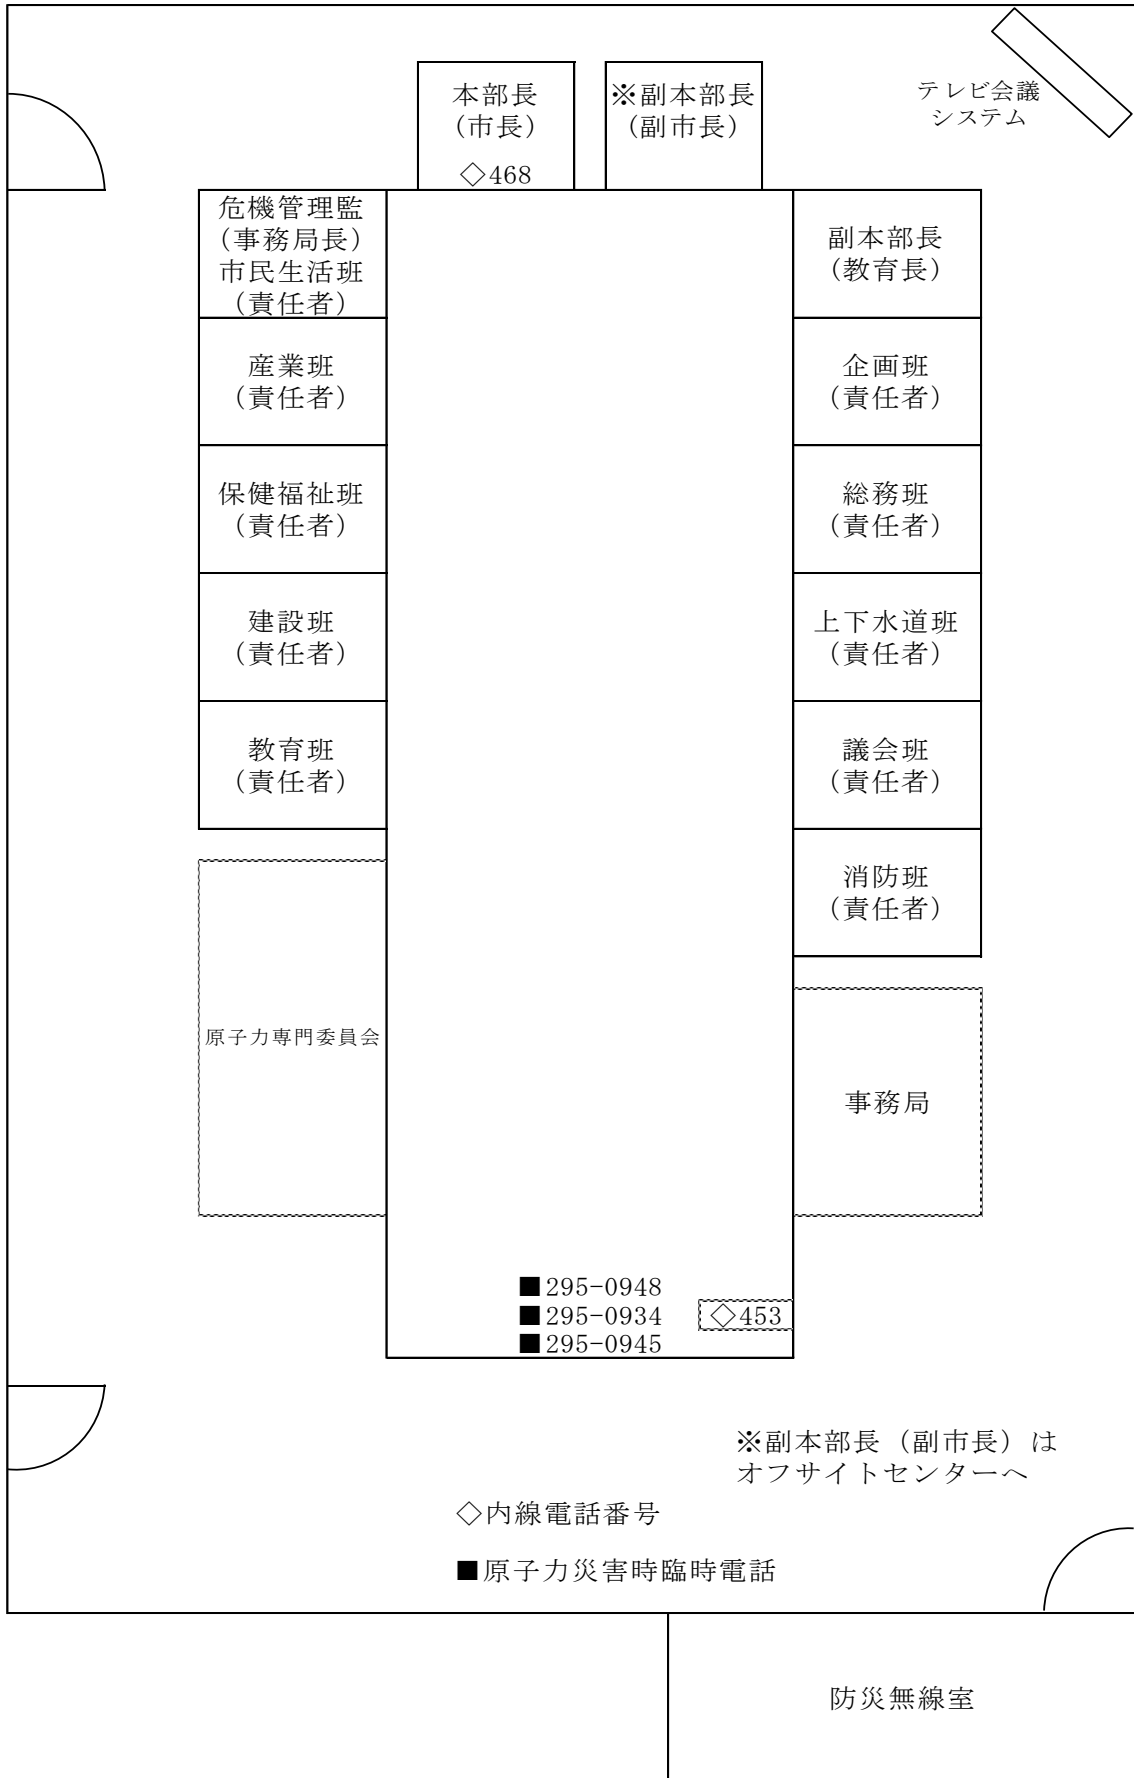 本部長
(市長)
◇468
※副本部長
(副市長)
テレビ会議
システム
危機管理監
(事務局長)
市民生活班
(責任者)
副本部長
(教育長)
産業班
(責任者)
企画班
(責任者)
保健福祉班
(責任者)
総務班
(責任者)
建設班
(責任者)
上下水道班
(責任者)
教育班
(責任者)
議会班
(責任者)
消防班
(責任者)
原子力専門委員会
事務局
■295-0948
■295-0934
◇453
■295-0945
※副本部長(副市長)は
オフサイトセンターへ
◇内線電話番号
■原子力災害時臨時電話
防災無線室